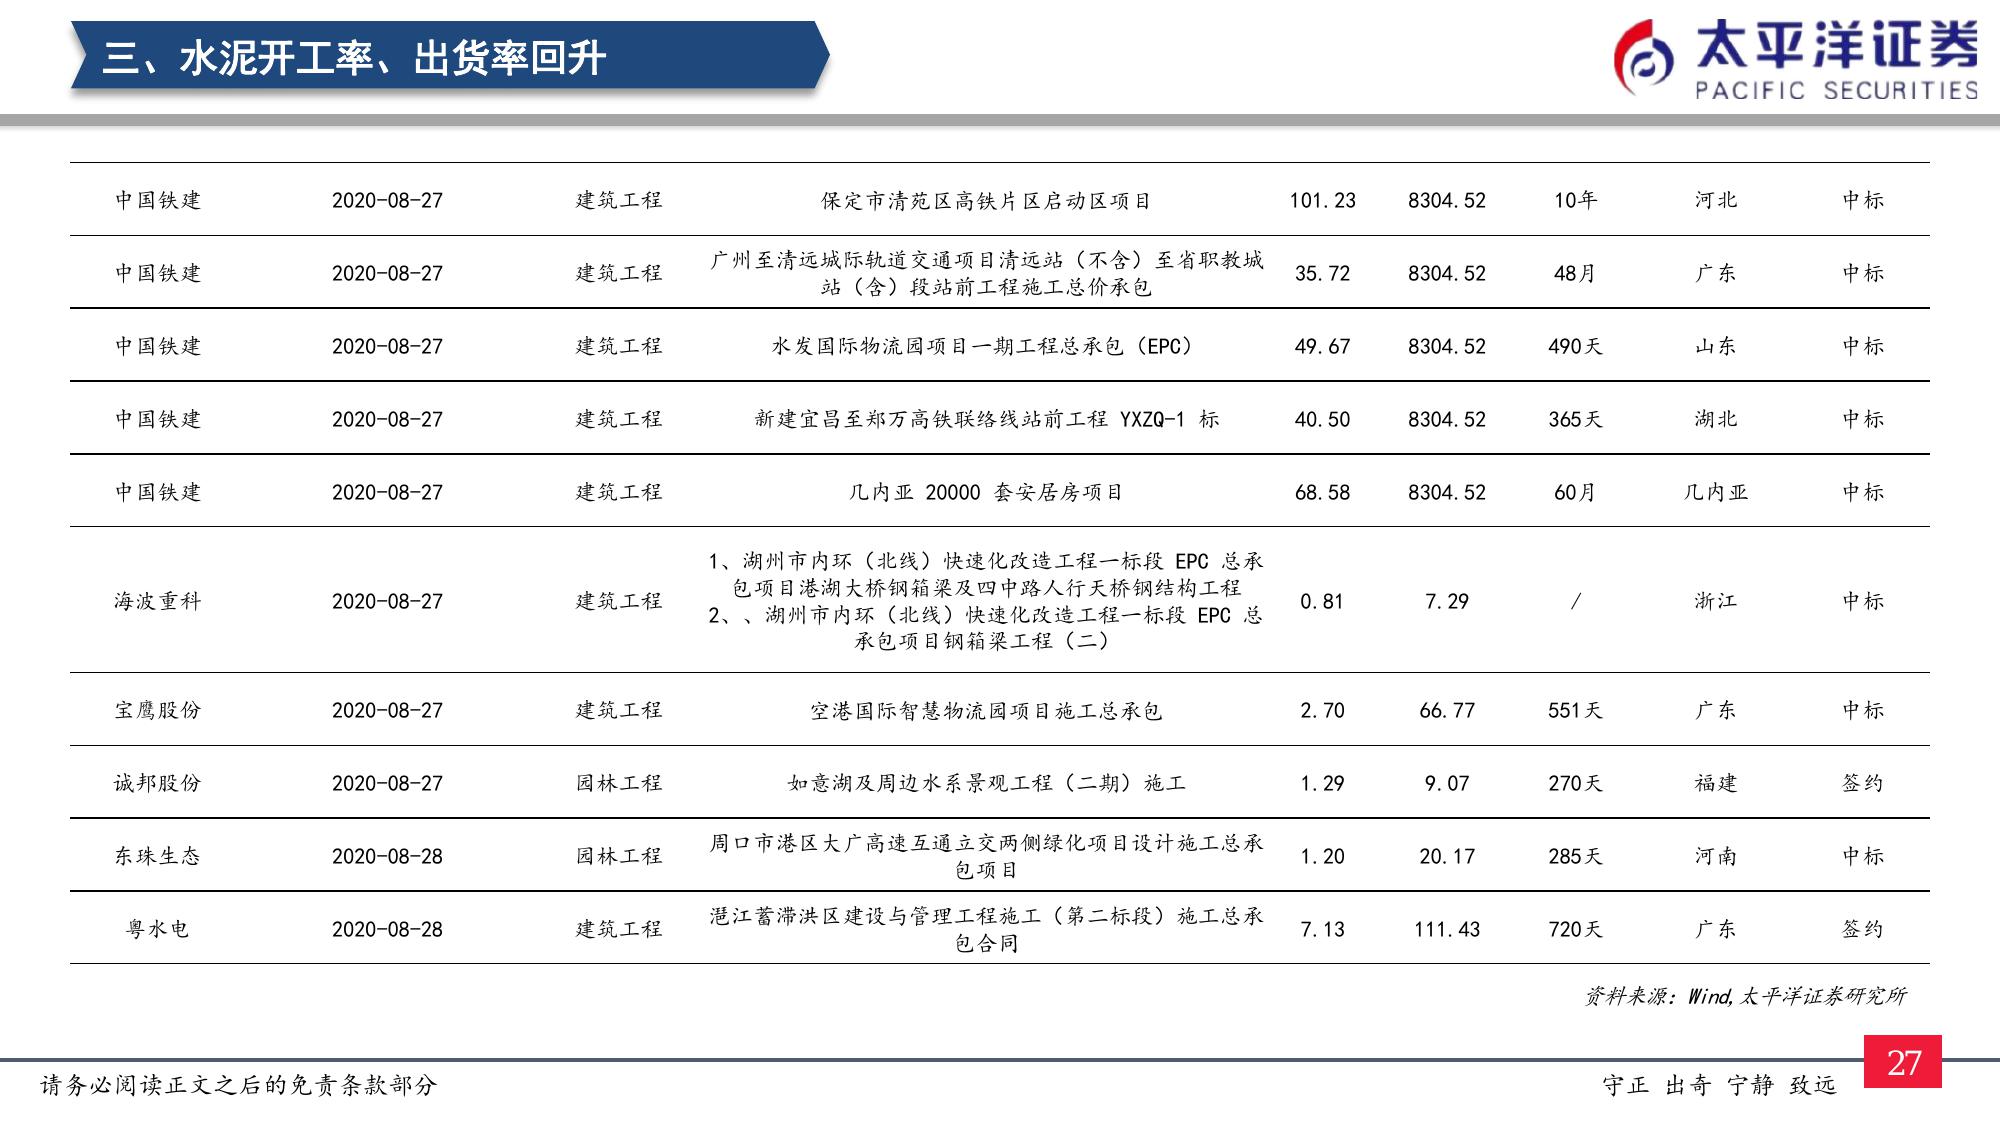 三、水泥开工率、出货率回升
太平洋证券
PACIFIC SECURITIES
中国铁建 2020-08-27 建筑工程 保定市清苑区高铁片区启动区项目 101.23 8304.52 10年 河北 中标
中国铁建 2020-08-27 建筑工程 广州至清远城际轨道交通项目清远站（不含）至省职教城
站（含）段站前工程施工总价承包 35.72 8304.52 48月 广东 中标
中国铁建 2020-08-27 建筑工程 水发国际物流园项目一期工程总承包（EPC） 49.67 8304.52 490天 山东 中标
中国铁建 2020-08-27 建筑工程 新建宜昌至郑万高铁联络线站前工程 YXZQ-1 标 40.50 8304.52 365天 湖北 中标
中国铁建 2020-08-27 建筑工程 几内亚 20000 套安居房项目 68.58 8304.52 60月 几内亚 中标
海波重科 2020-08-27 建筑工程 1、湖州市内环（北线）快速化改造工程一标段 EPC 总承
包项目港湖大桥钢箱梁及四中路人行天桥钢结构工程
2、、湖州市内环（北线）快速化改造工程一标段 EPC 总
承包项目钢箱梁工程（二） 0.81 7.29 / 浙江 中标
宝鹰股份 2020-08-27 建筑工程 空港国际智慧物流园项目施工总承包 2.70 66.77 551天 广东 中标
诚邦股份 2020-08-27 园林工程 如意湖及周边水系景观工程（二期）施工 1.29 9.07 270天 福建 签约
东珠生态 2020-08-28 园林工程 周口市港区大广高速互通立交两侧绿化项目设计施工总承
包项目 1.20 20.17 285天 河南 中标
粤水电 2020-08-28 建筑工程 潖江蓄滞洪区建设与管理工程施工（第二标段）施工总承
包合同 7.13 111.43 720天 广东 签约
资料来源：Wind,太平洋证券研究所
请务必阅读正文之后的免责条款部分
守正 出奇 宁静 致远
27